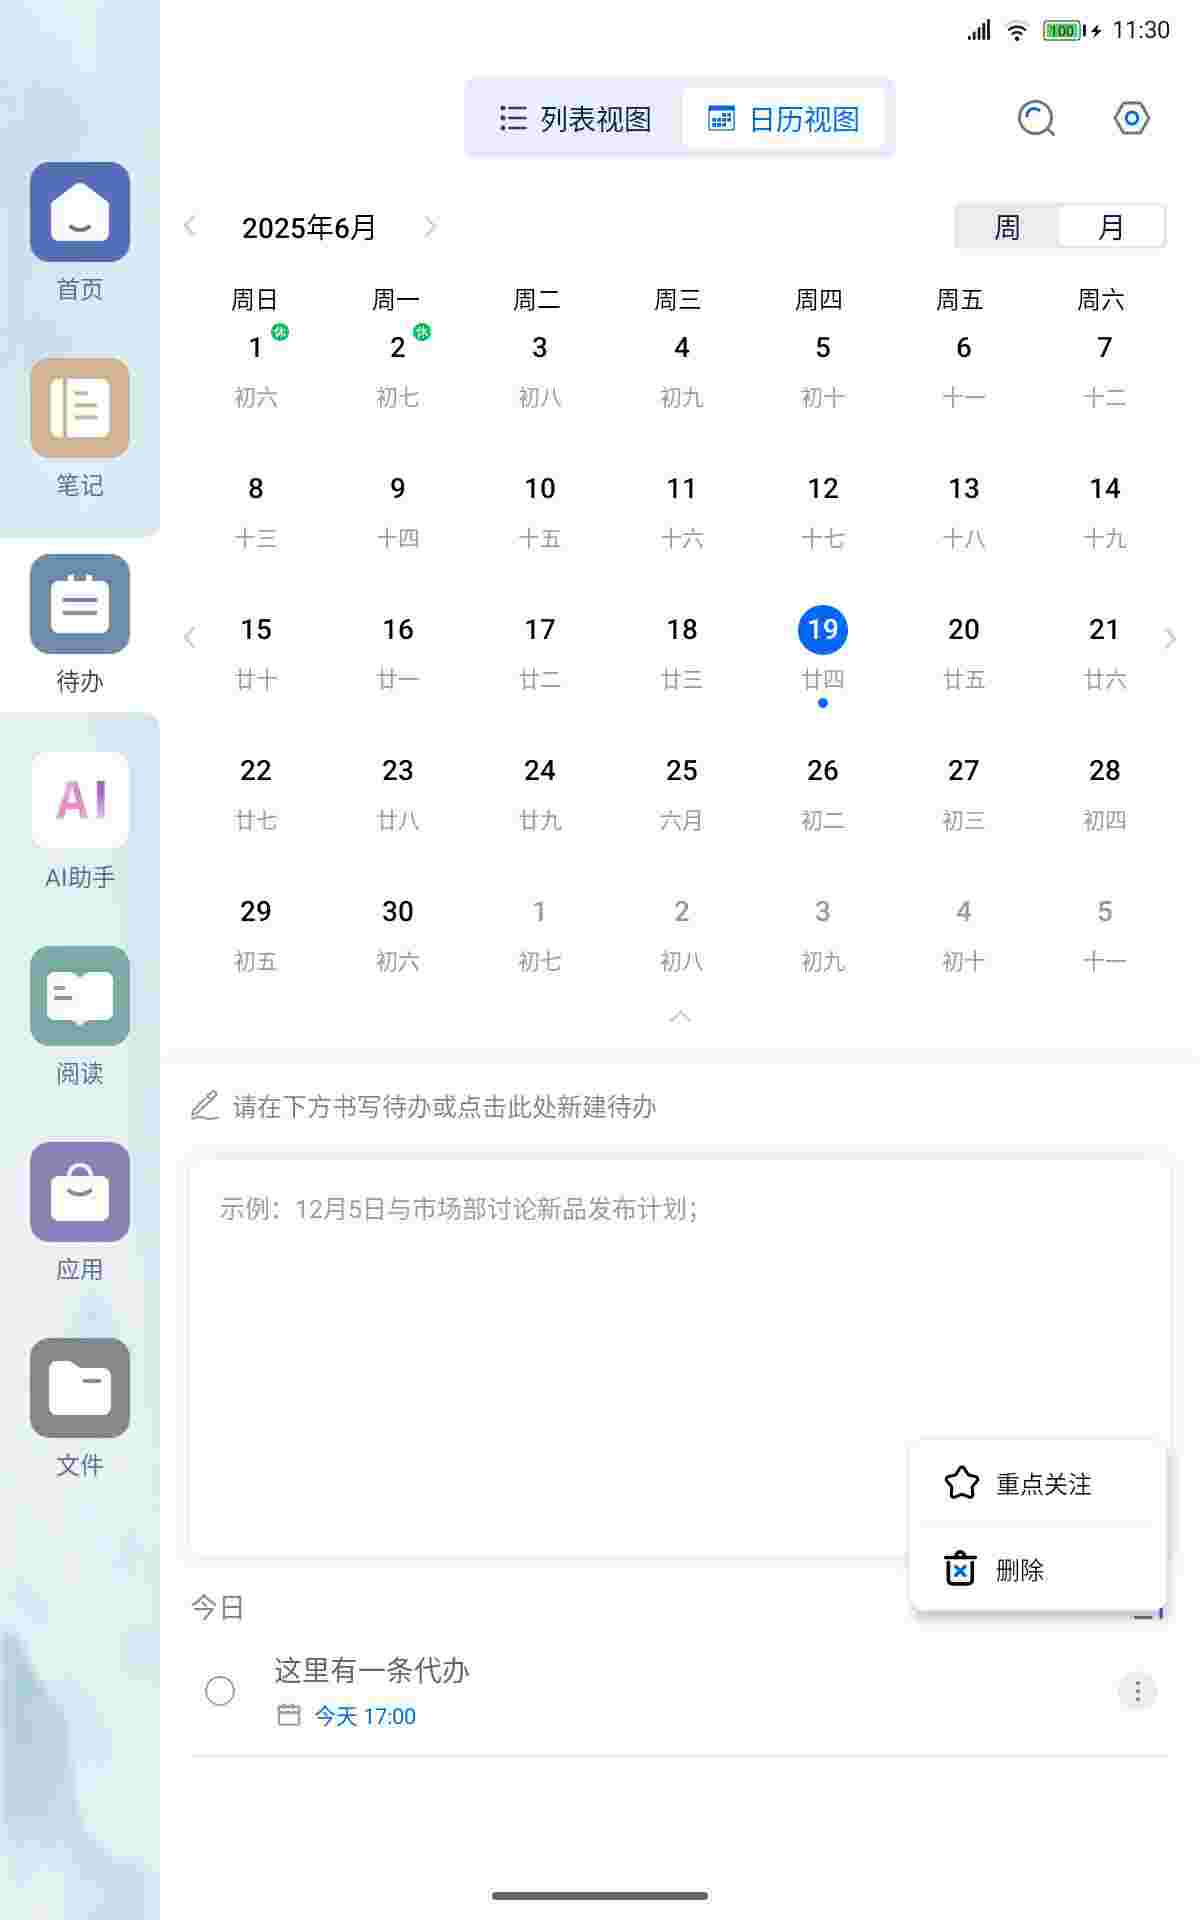 100 11:30
列表视图 日历视图
2025年6月 周 月
周日 周一 周二 周三 周四 周五 周六
休 休
1 2 3 4 5 6 7
初六 初七 初八 初九 初十 十一 十二
8 9 10 11 12 13 14
十三 十四 十五 十六 十七 十八 十九
15 16 17 18 19 20 21
廿十 廿一 廿二 廿三 廿四 廿五 廿六
22 23 24 25 26 27 28
廿七 廿八 廿九 六月 初二 初三 初四
29 30 1 2 3 4 5
初五 初六 初七 初八 初九 初十 十一
首页
笔记
待办
AI
AI助手
阅读
应用
文件
请在下方书写待办或点击此处新建待办
示例：12月5日与市场部讨论新品发布计划；
重点关注
删除
今日
这里有一条代办
今天 17:00